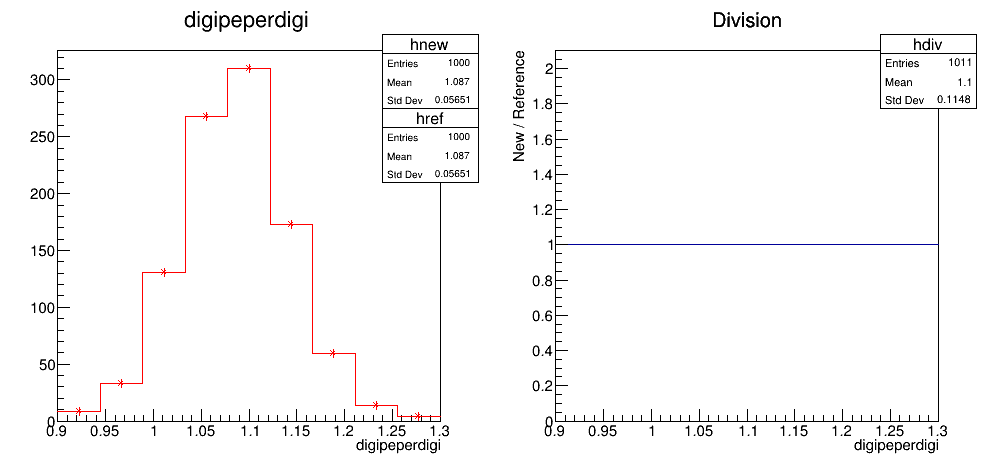 digipeperdigi
hnew
Entries 1000
Mean 1.087
Std Dev 0.05651
href
Entries 1000
Mean 1.087
Std Dev 0.05651
300
250
200
150
100
50
0
0.9 0.95 1 1.05 1.1 1.15 1.2 1.25 1.3
digipeperdigi
Division
hdiv
Entries 1011
Mean 1.1
Std Dev 0.1148
New / Reference
2
1.8
1.6
1.4
1.2
1
0.8
0.6
0.4
0.2
0
0.9 0.95 1 1.05 1.1 1.15 1.2 1.25 1.3
digipeperdigi